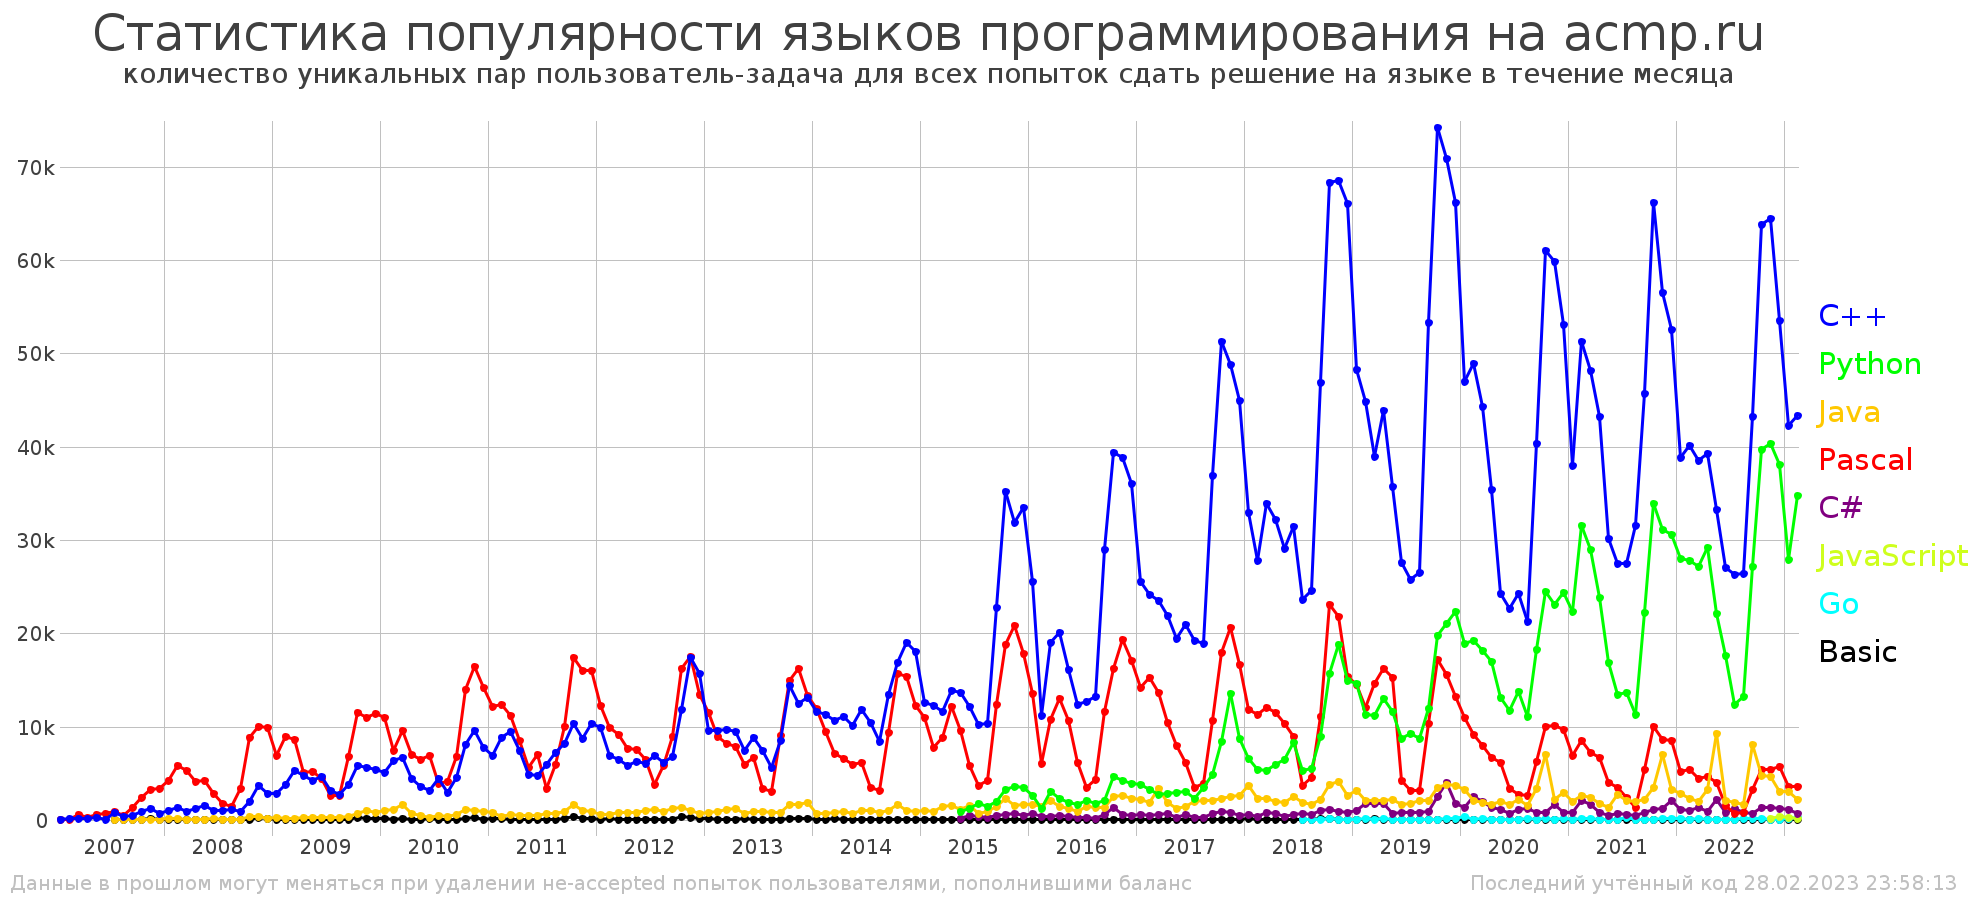 Статистика популярности языков программирования на acmp.ru
количество уникальных пар пользователь-задача для всех попыток сдать решение на языке в течение месяца
70k
60k
50k
40k
30k
20k
10k
0
2007 2008 2009 2010 2011 2012 2013 2014 2015 2016 2017 2018 2019 2020 2021 2022
C++
Python
Java
Pascal
C#
JavaScript
Go
Basic
Данные в прошлом могут меняться при удалении не-accepted попыток пользователями, пополнившими баланс
Последний учтённый код 28.02.2023 23:58:13